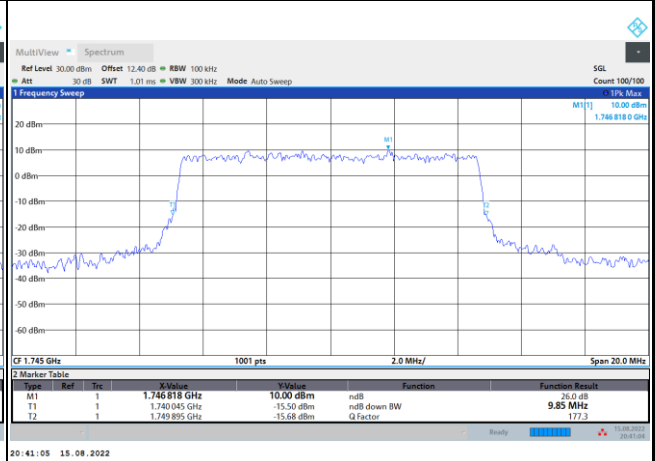 MultiView Spectrum
Ref Level 30.00 dBm Offset 12.40 dB RBW 100 kHz SGL
Att 30 dB SWT 1.01 ms VBW 300 kHz Mode Auto Sweep Count 100/100
1 Frequency Sweep 1Pk Max
M1[1] 10.00 dBm
1.746 818 0 GHz
20 dBm
M1
10 dBm
0 dBm
-10 dBm
T1 T2
-20 dBm
-30 dBm
-40 dBm
-50 dBm
-60 dBm
CF 1.745 GHz 1001 pts 2.0 MHz/ Span 20.0 MHz
2 Marker Table
Type Ref Trc X-Value Y-Value Function Function Result
M1 1 1.746 818 GHz 10.00 dBm ndB 26.0 dB
T1 1 1.740 045 GHz -15.50 dBm ndB down BW 9.85 MHz
T2 1 1.749 895 GHz -15.68 dBm Q Factor 177.3
Ready 15.08.2022
20:41:04
20:41:05 15.08.2022